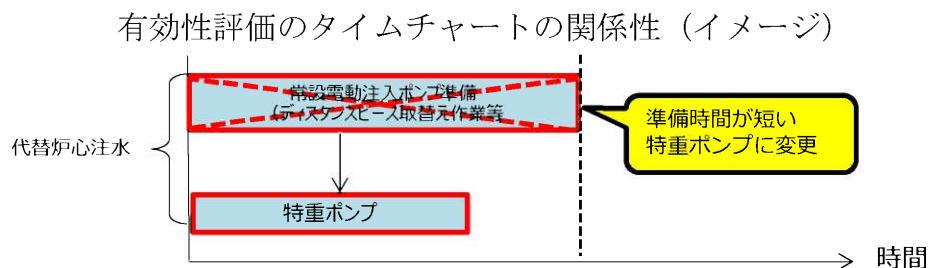 有効性評価のタイムチャートの関係性（イメージ）
常設電動注入ポンプ準備
（ディスタンスピース取替え作業等
代替炉心注水
準備時間が短い
特重ポンプに変更
特重ポンプ
時間